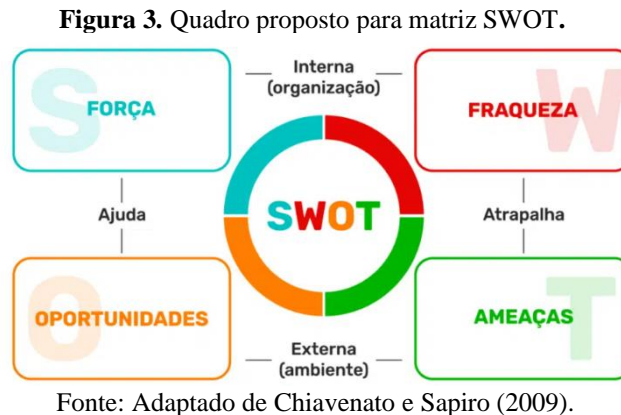 Figura 3. Quadro proposto para matriz SWOT.
Interna
(organização)
S
FORÇA
W
FRAQUEZA
Ajuda
SWOT
Atrapalha
O
OPORTUNIDADES
T
AMEAÇAS
Externa
(ambiente)
Fonte: Adaptado de Chiavenato e Sapiro (2009).